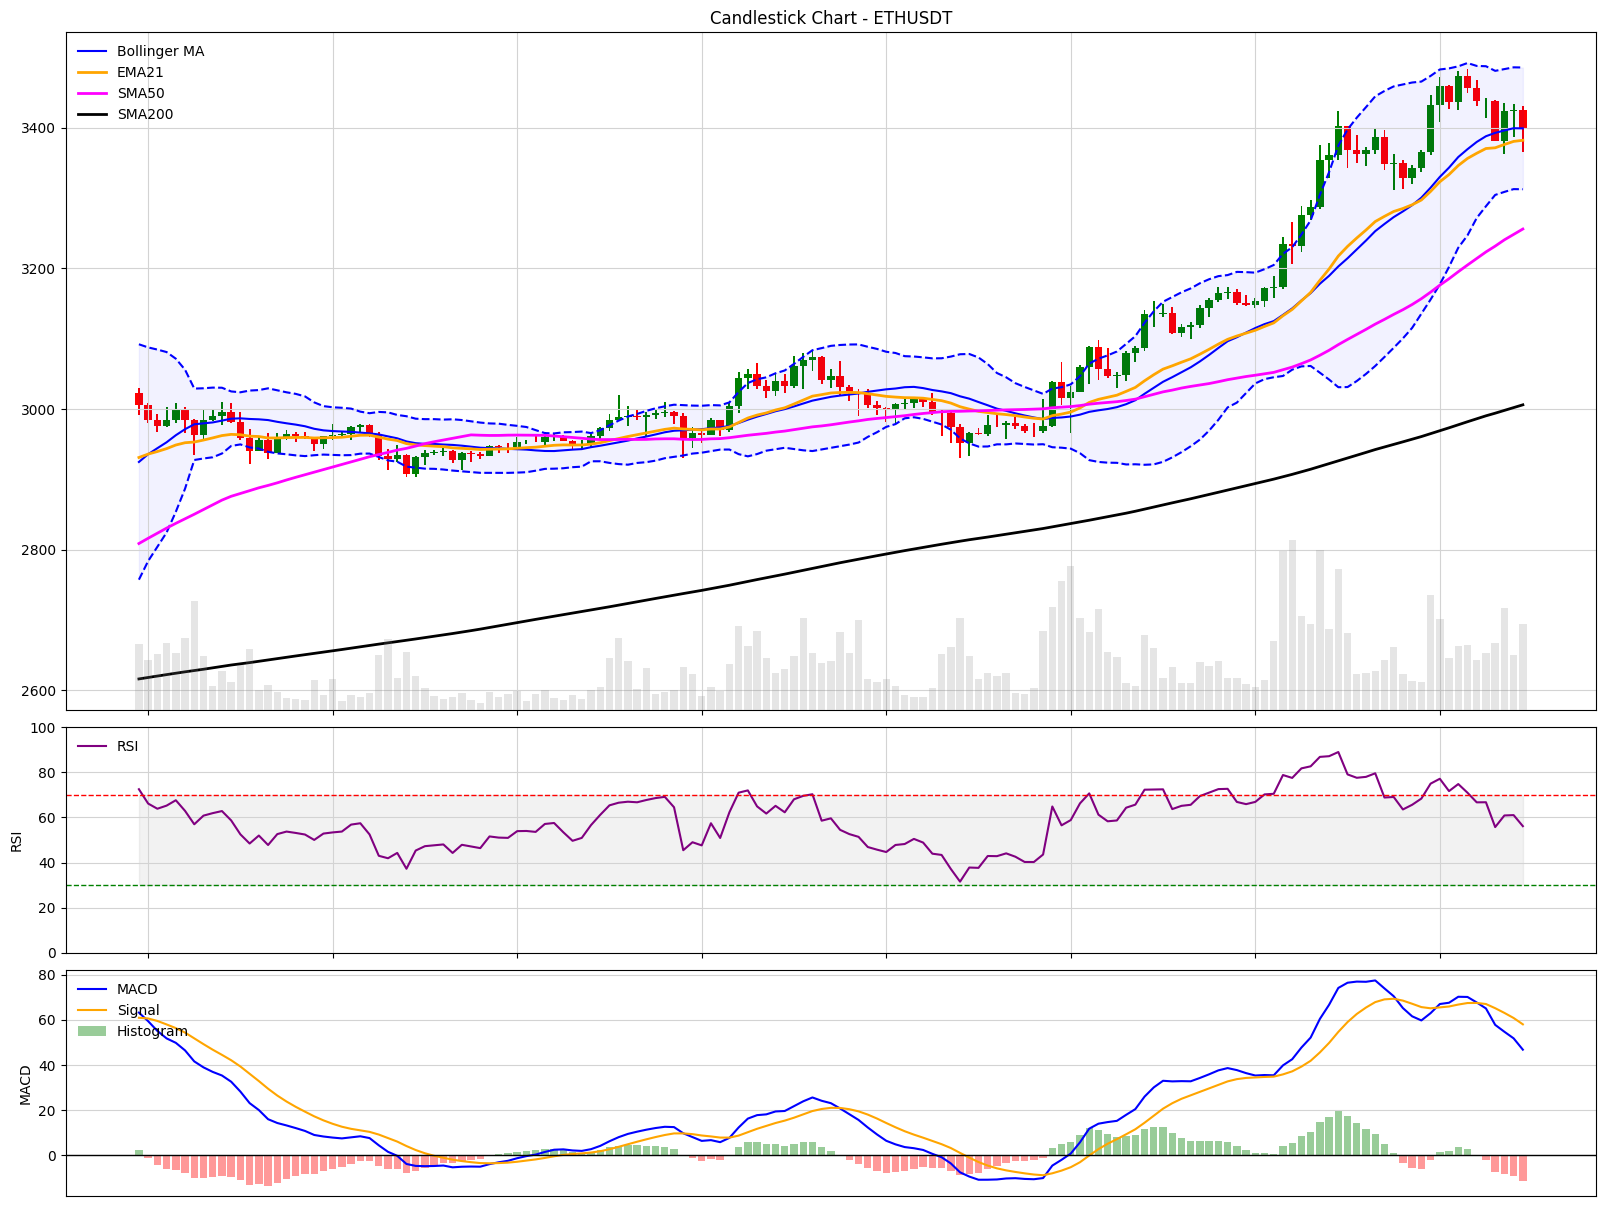 Candlestick Chart - ETHUSDT
Bollinger MA
EMA21
SMA50
SMA200
3400
3200
3000
2800
2600
RSI
100
80
60
40
20
0
RSI
MACD
Signal
Histogram
80
60
40
20
0
MACD